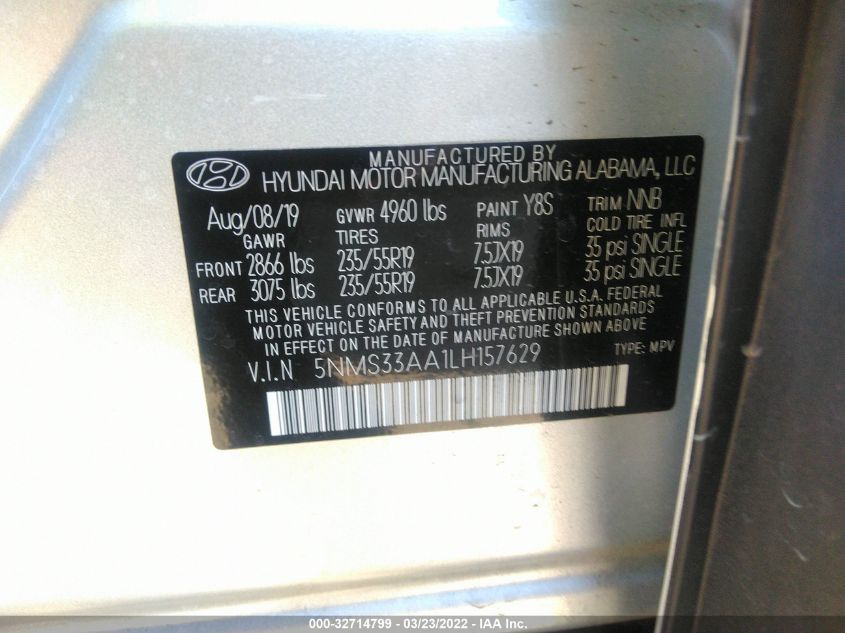 MANUFACTURED BY
HYUNDAI MOTOR MANUFACTURING ALABAMA, LLC
Aug/08/19 GVWR 4960 lbs PAINT Y8S TRIM NNB
GAWR TIRES RIMS COLD TIRE INFL
FRONT 2866 lbs 235/55R19 7.5JX19 35 psi SINGLE
REAR 3075 lbs 235/55R19 7.5JX19 35 psi SINGLE
THIS VEHICLE CONFORMS TO ALL APPLICABLE U.S.A. FEDERAL
MOTOR VEHICLE SAFETY AND THEFT PREVENTION STANDARDS
IN EFFECT ON THE DATE OF MANUFACTURE SHOWN ABOVE
V.I.N 5NMS33AA1LH157629 TYPE: MPV
000-32714799 - 03/23/2022 - IAA Inc.